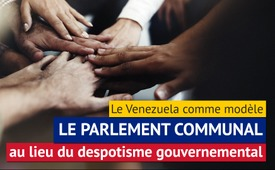 Le Venezuela comme modèle
LE PARLEMENT COMMUNAL
au lieu du despotisme gouvernemental